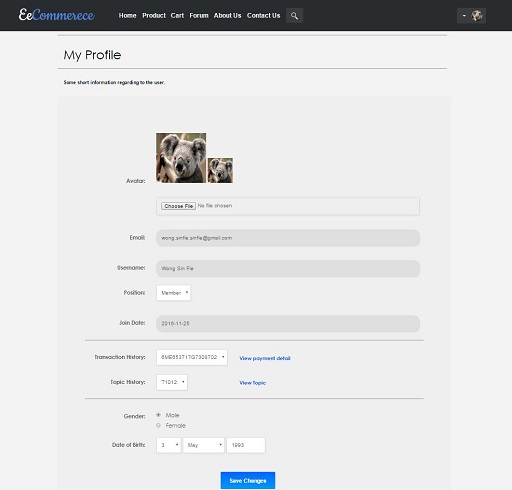 EeCommerece Home Product Cart Forum About Us Contact Us
My Profile
Some short information regarding to the user.
Avatar:
Choose File No file chosen
Email: wong.sinfie.sinfie@gmail.com
Username: Wong Sin Fie
Position: Member
Join Date: 2015-11-25
Transaction History: 6ME653717G7308702 View payment detail
Topic History: T1012 View Topic
Gender: Male
Female
Date of Birth: 3 May 1993
Save Changes